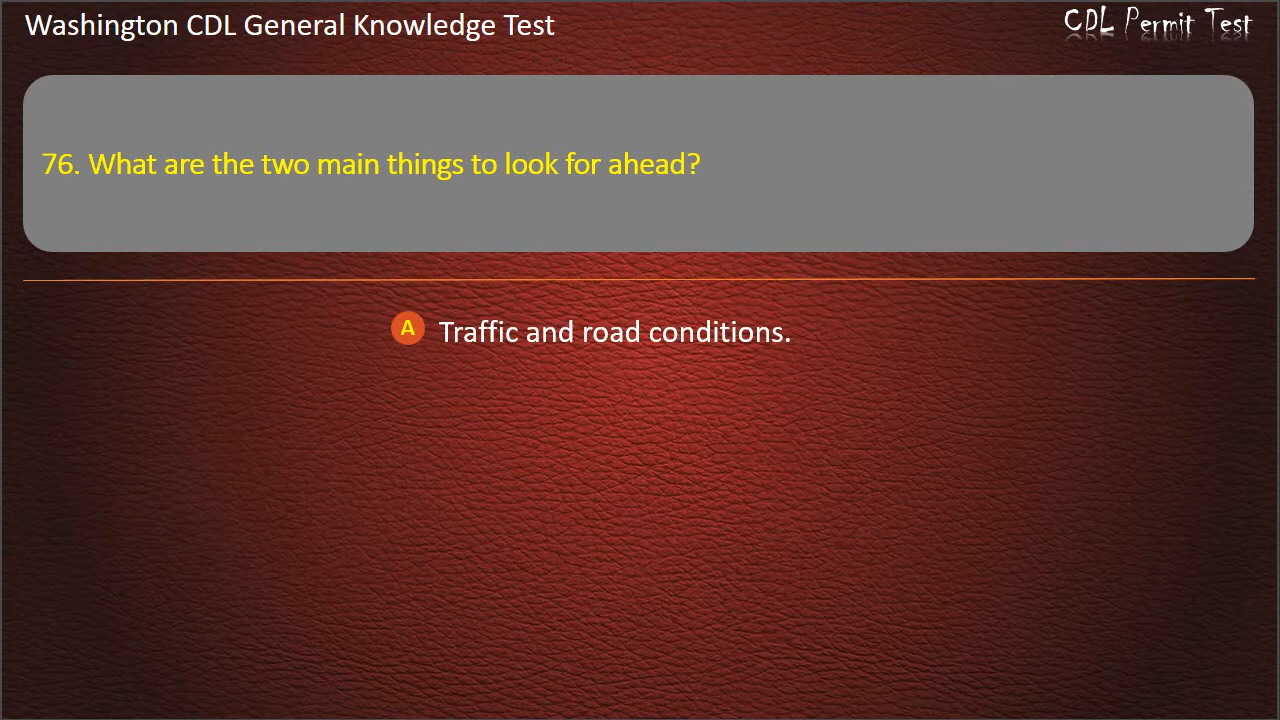 Washington CDL General Knowledge Test
CDL Permit Test
76. What are the two main things to look for ahead?
A Traffic and road conditions.